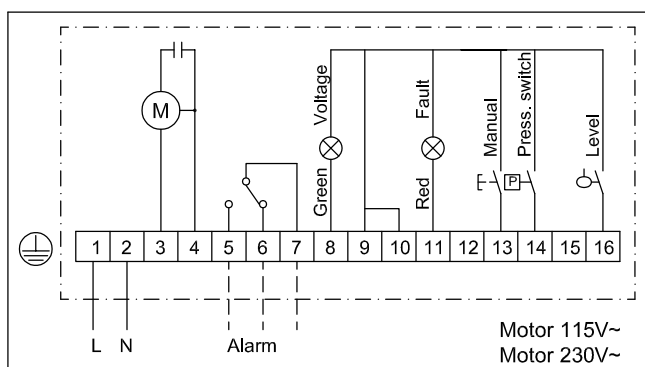 Voltage
Green
Fault
Red
Manual
Press. switch
Level
M
P
1 2 3 4 5 6 7 8 9 10 11 12 13 14 15 16
L N Alarm
Motor 115V~
Motor 230V~